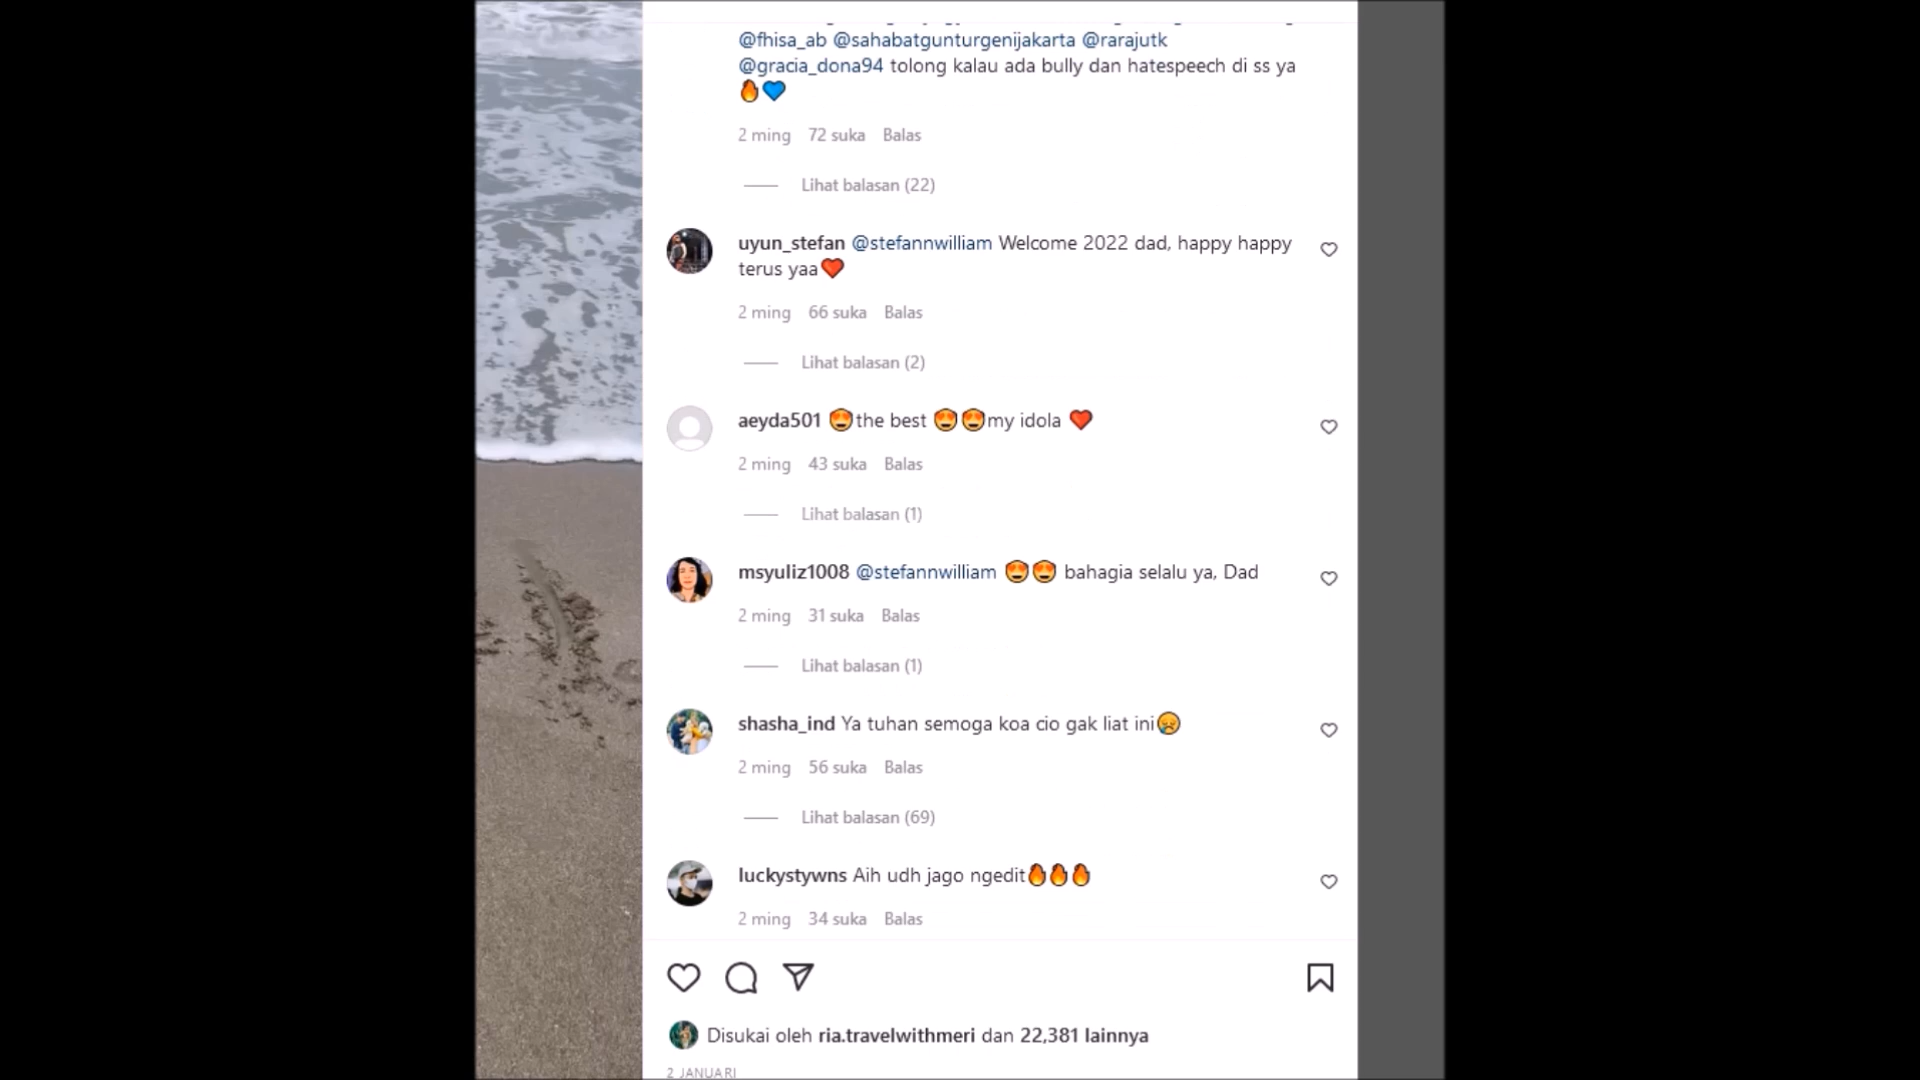 @fhisa_ab @sahabatgunturgenijakarta @rarajutk
@gracia_dona94 tolong kalau ada bully dan hatespeech di ss ya
🔥💙
2 ming 72 suka Balas
Lihat balasan (22)
uyun_stefan @stefannwilliam Welcome 2022 dad, happy happy
terus yaa❤️
2 ming 66 suka Balas
Lihat balasan (2)
aeyda501 😍the best 😍😍my idola ❤️
2 ming 43 suka Balas
Lihat balasan (1)
msyuliz1008 @stefannwilliam 😍😍 bahagia selalu ya, Dad
2 ming 31 suka Balas
Lihat balasan (1)
shasha_ind Ya tuhan semoga koa cio gak liat ini😢
2 ming 56 suka Balas
Lihat balasan (69)
luckystywns Aih udh jago ngedit🔥🔥🔥
2 ming 34 suka Balas
Disukai oleh ria.travelwithmeri dan 22,381 lainnya
2 JANUARI